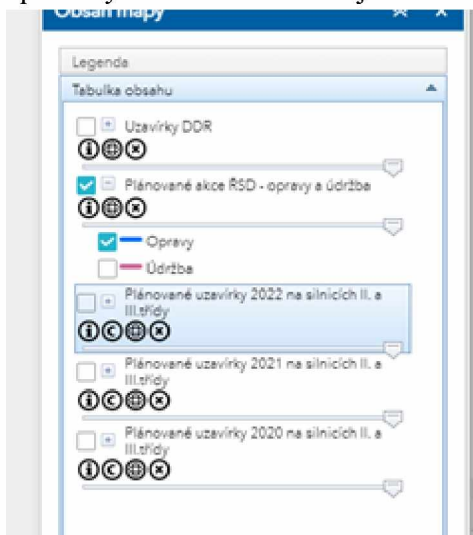 Obsah mapy
Legenda
Tabulka obsahu
Uzavírky DDR
Plánované akce ŘSD - opravy a údržba
Opravy
Údržba
Plánované uzavírky 2022 na silnicích II. a
III.třídy
Plánované uzavírky 2021 na silnicích II. a
III.třídy
Plánované uzavírky 2020 na silnicích II. a
III.třídy